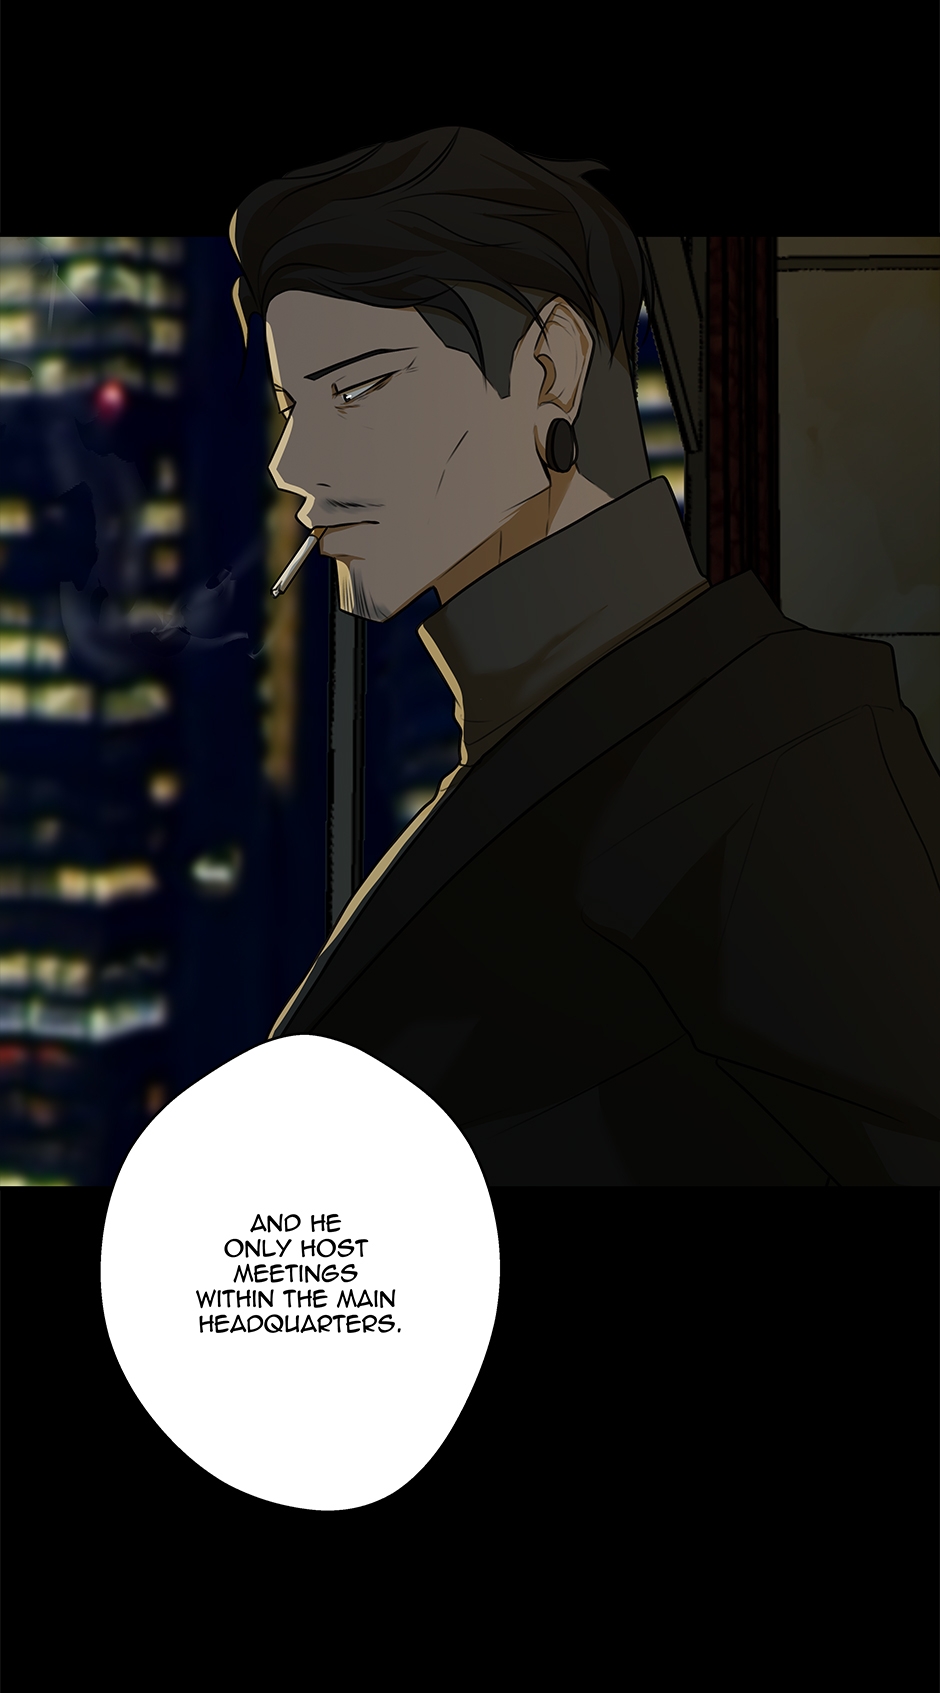 AND HE
ONLY HOST
MEETINGS
WITHIN THE MAIN
HEADQUARTERS.